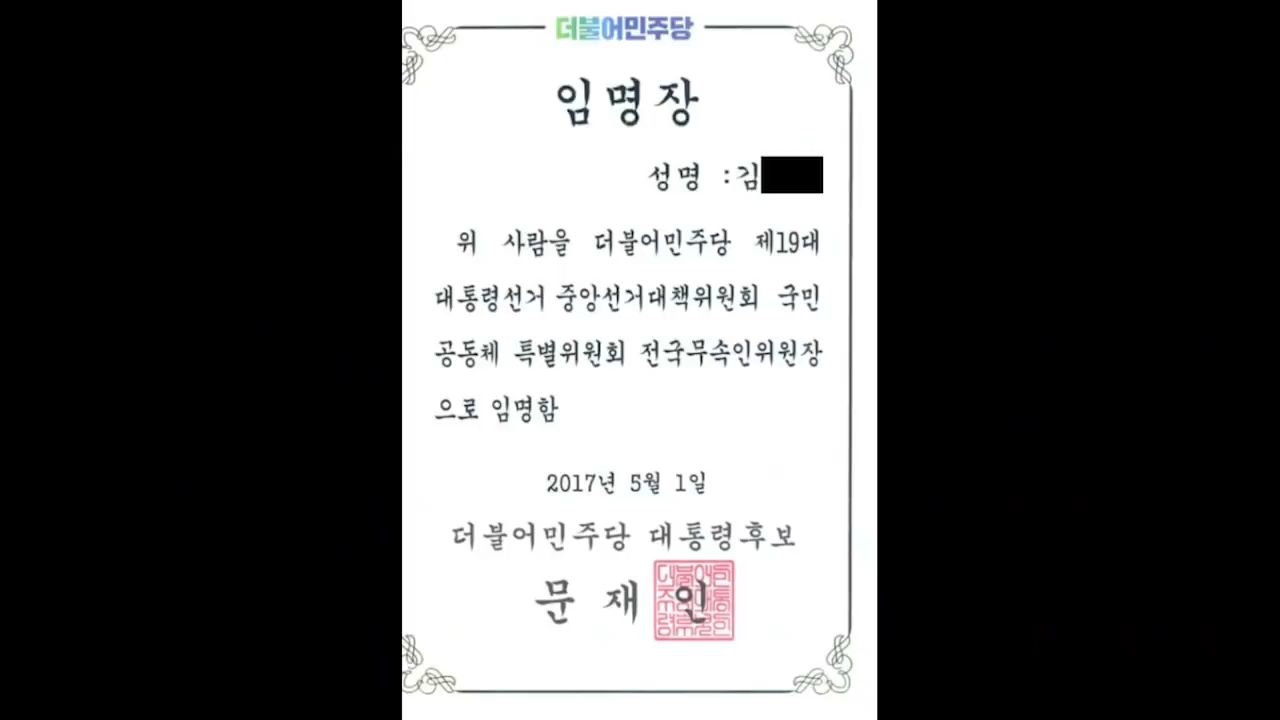 더불어민주당
임명장
성명 :김
위 사람을 더불어민주당 제19대
대통령선거 중앙선거대책위원회 국민
공동체 특별위원회 전국무속인위원장
으로 임명함
2017년 5월 1일
더불어민주당 대통령후보
문 재 인